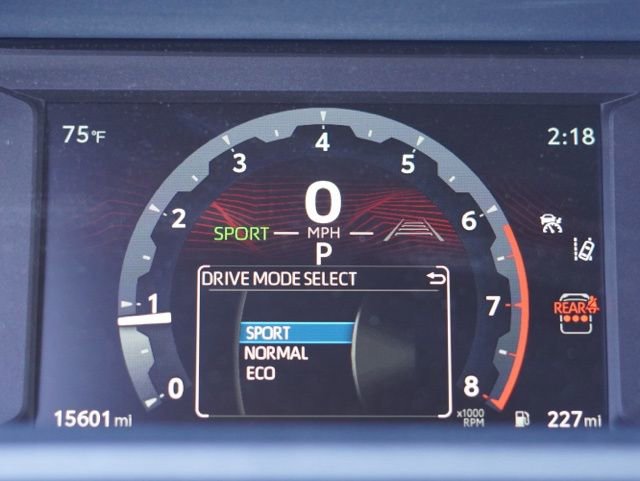 75°F
2:18
4
3
5
0
2
6
SPORT
MPH
P
DRIVE MODE SELECT
1
7
REAR
SPORT
NORMAL
ECO
0
8
15601 mi
x1000
RPM
227 mi